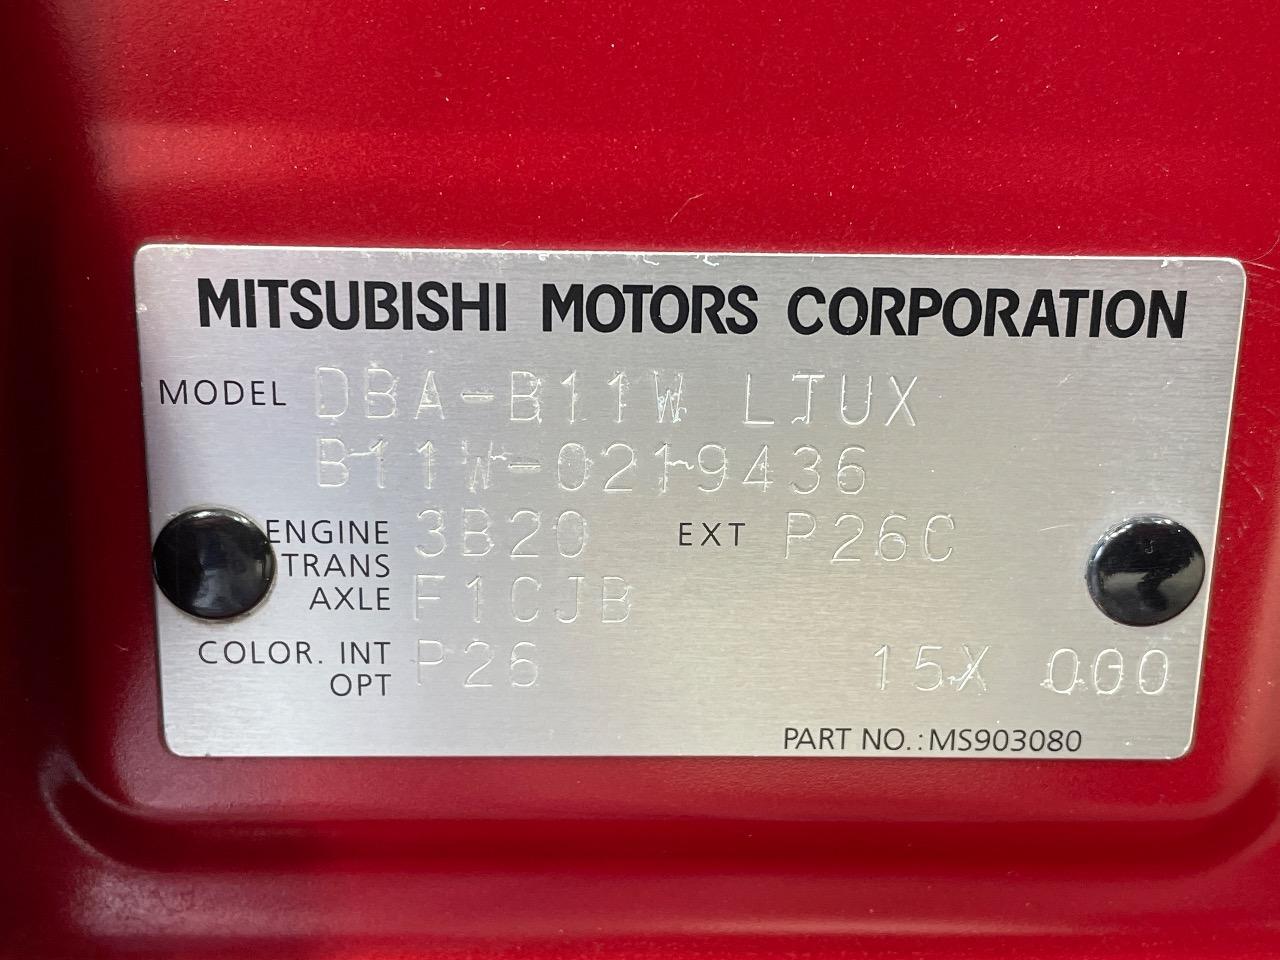 MITSUBISHI MOTORS CORPORATION
MODEL DBA-B11W LTUX
B11W-0219436
ENGINE 3B20 EXT P26C
TRANS
AXLE F1CJB
COLOR. INT P26 15X 000
OPT
PART NO.: MS903080